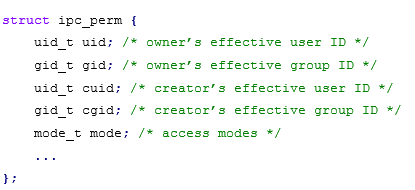 struct ipc_perm {
uid_t uid; /* owner's effective user ID */
gid_t gid; /* owner's effective group ID */
uid_t cuid; /* creator's effective user ID */
gid_t cgid; /* creator's effective group ID */
mode_t mode; /* access modes */
...
};